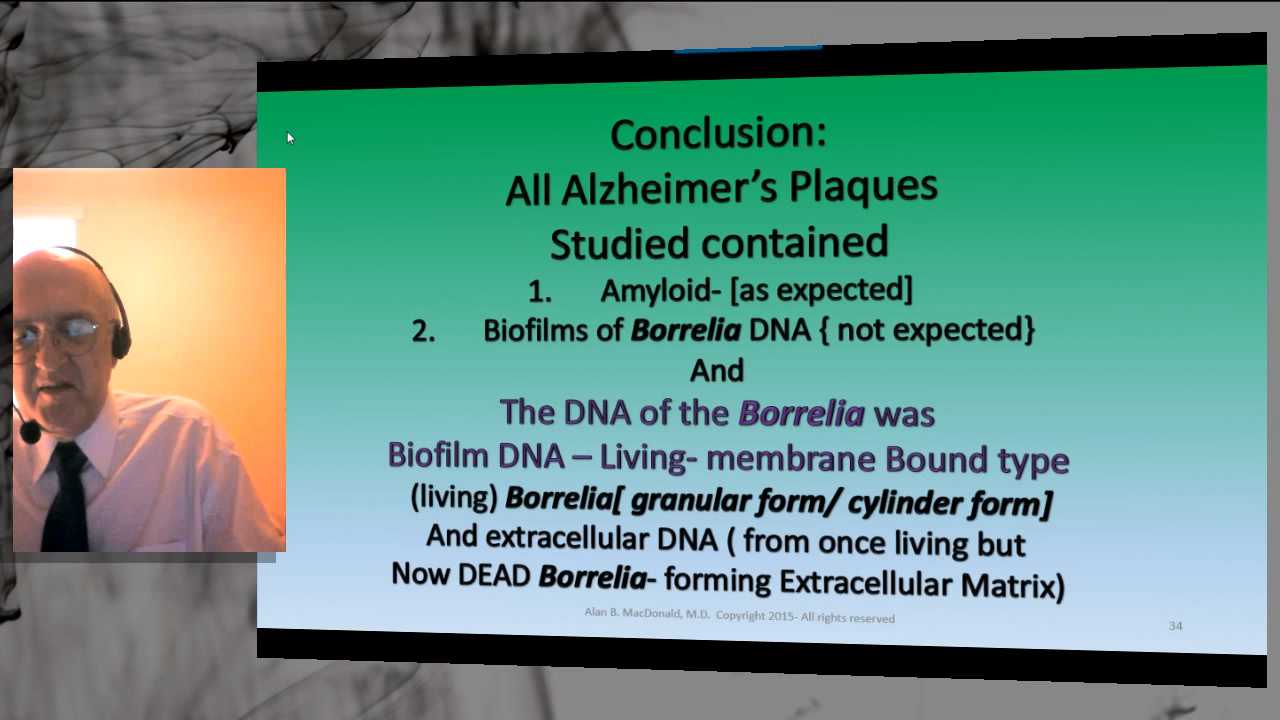 Conclusion:
All Alzheimer's Plaques
Studied contained
1. Amyloid- [as expected]
2. Biofilms of Borrelia DNA { not expected}
And
The DNA of the Borrelia was
Biofilm DNA – Living- membrane Bound type
(living) Borrelia[ granular form/ cylinder form]
And extracellular DNA ( from once living but
Now DEAD Borrelia- forming Extracellular Matrix)
Alan B. MacDonald, M.D. Copyright 2015- All rights reserved
34